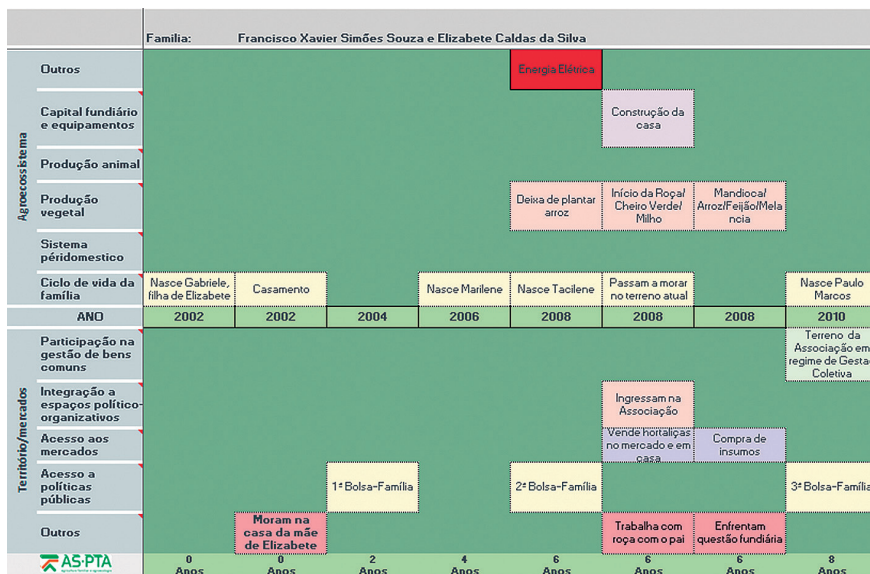 Familia: Francisco Xavier Simões Souza e Elizabete Caldas da Silva
Agroecossistema
Outros
Energia Elétrica
Capital fundiário
e equipamentos
Construção da
casa
Produção animal
Produção
vegetal
Deixa de plantar
arroz
Início da Roça/
Cheiro Verde/
Milho
Mandioca/
Arroz/Feijão/Mela
ncia
Sistema
péridomestico
Ciclo de vida da
família
Nasce Gabriele,
filha de Elizabete
Casamento
Nasce Marilene
Nasce Tacilene
Passam a morar
no terreno atual
Nasce Paulo
Marcos
ANO 2002 2002 2004 2006 2008 2008 2008 2010
Território/mercados
Participação na
gestão de bens
comuns
Terreno da
Associação em
regime de Gesta
Coletiva
Integração a
espaços político-
organizativos
Ingressam na
Associação
Acesso aos
mercados
Vende hortaliças
no mercado e em
casa
Compra de
insumos
Acesso a
políticas
públicas
1ª Bolsa-Família
2ª Bolsa-Família
3ª Bolsa-Família
Outros
Moram na
casa da mãe
de Elizabete
Trabalha com
roça com o pai
Enfrentam
questão fundiária
AS·PTA
0 0 2 4 6 6 6 8
Anos Anos Anos Anos Anos Anos Anos Anos